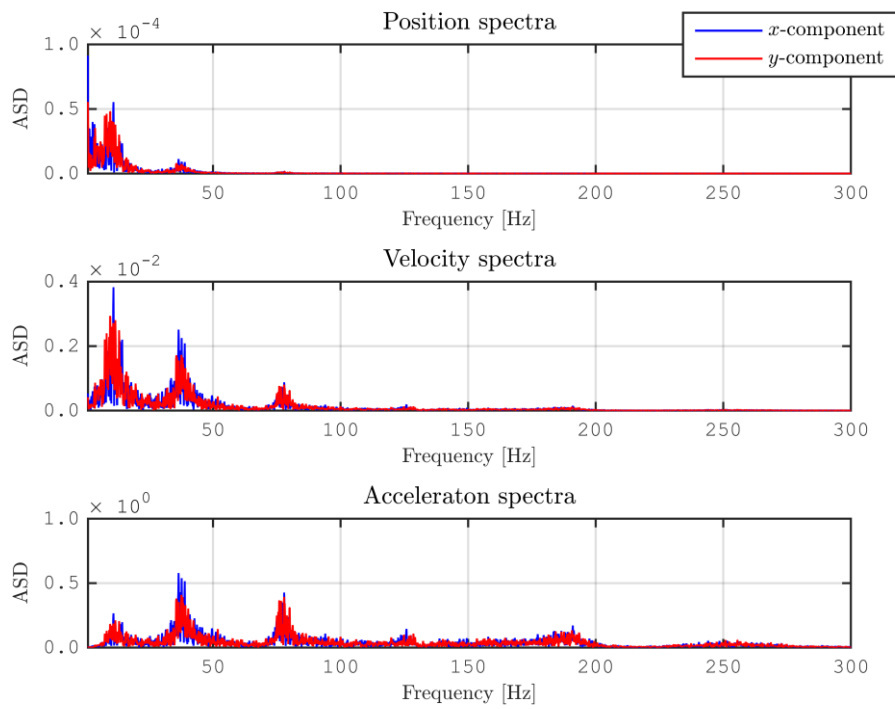 Position spectra
x-component
y-component
× 10⁻⁴
1.0
0.5
0.0
ASD
50 100 150 200 250 300
Frequency [Hz]
Velocity spectra
× 10⁻²
0.4
0.2
0.0
ASD
50 100 150 200 250 300
Frequency [Hz]
Acceleraton spectra
× 10⁰
1.0
0.5
0.0
ASD
50 100 150 200 250 300
Frequency [Hz]